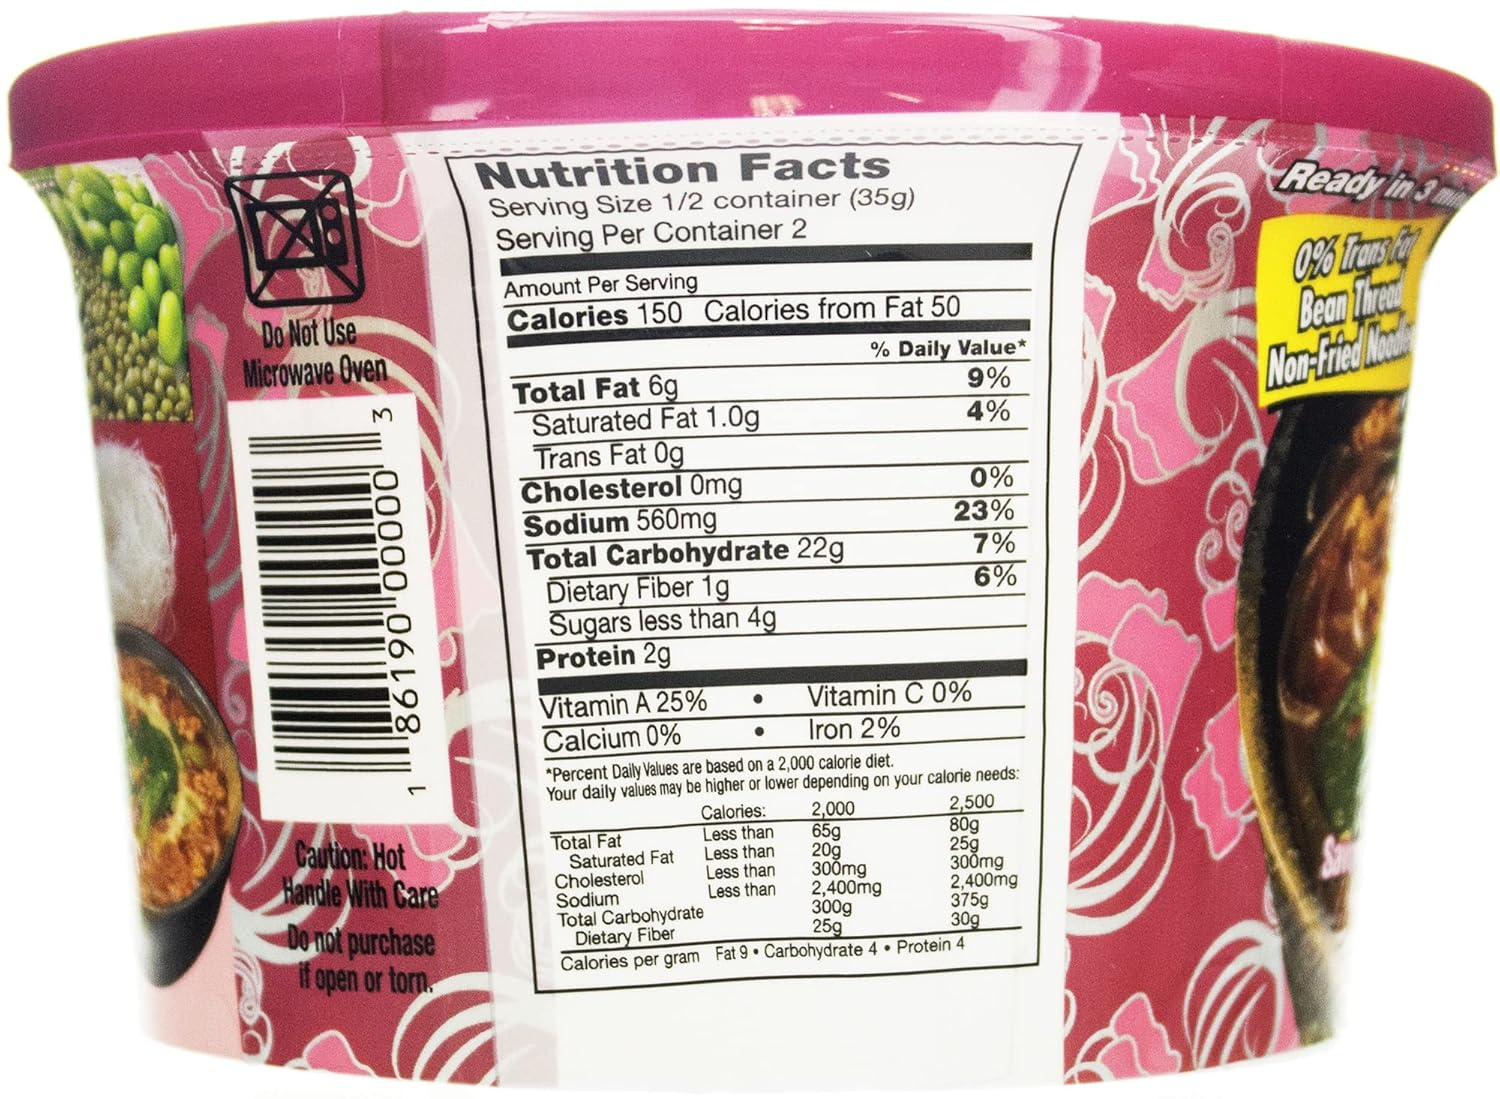 Do Not Use
Microwave Oven
1 86190 00000 3
Caution: Hot
Handle With Care
Do not purchase
if open or torn.
Nutrition Facts
Serving Size 1/2 container (35g)
Serving Per Container 2
Amount Per Serving
Calories 150 Calories from Fat 50
% Daily Value*
Total Fat 6g 9%
Saturated Fat 1.0g 4%
Trans Fat 0g
Cholesterol 0mg 0%
Sodium 560mg 23%
Total Carbohydrate 22g 7%
Dietary Fiber 1g 6%
Sugars less than 4g
Protein 2g
Vitamin A 25% • Vitamin C 0%
Calcium 0% • Iron 2%
*Percent Daily Values are based on a 2,000 calorie diet.
Your daily values may be higher or lower depending on your calorie needs:
Calories: 2,000 2,500
Total Fat Less than 65g 80g
Saturated Fat Less than 20g 25g
Cholesterol Less than 300mg 300mg
Sodium Less than 2,400mg 2,400mg
Total Carbohydrate 300g 375g
Dietary Fiber 25g 30g
Calories per gram Fat 9 • Carbohydrate 4 • Protein 4
Ready in 3
0% Trans Fat
Bean Thread
Non-Fried Noodles